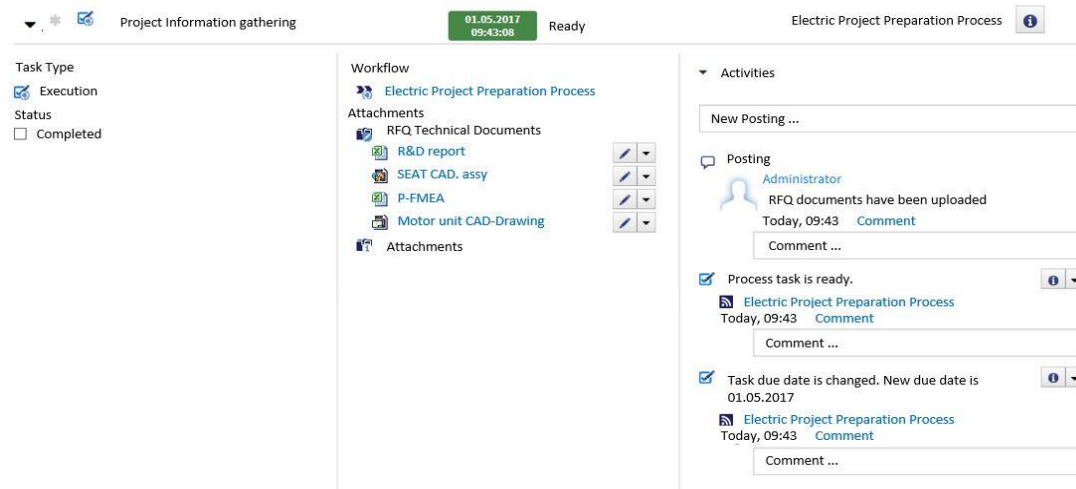 Project Information gathering
01.05.2017
09:43:08
Ready
Electric Project Preparation Process
Task Type
Execution
Status
Completed
Workflow
Electric Project Preparation Process
Attachments
RFQ Technical Documents
R&D report
SEAT CAD. assy
P-FMEA
Motor unit CAD-Drawing
Attachments
Activities
New Posting ...
Posting
Administrator
RFQ documents have been uploaded
Today, 09:43 Comment
Comment ...
Process task is ready.
Electric Project Preparation Process
Today, 09:43 Comment
Comment ...
Task due date is changed. New due date is
01.05.2017
Electric Project Preparation Process
Today, 09:43 Comment
Comment ...